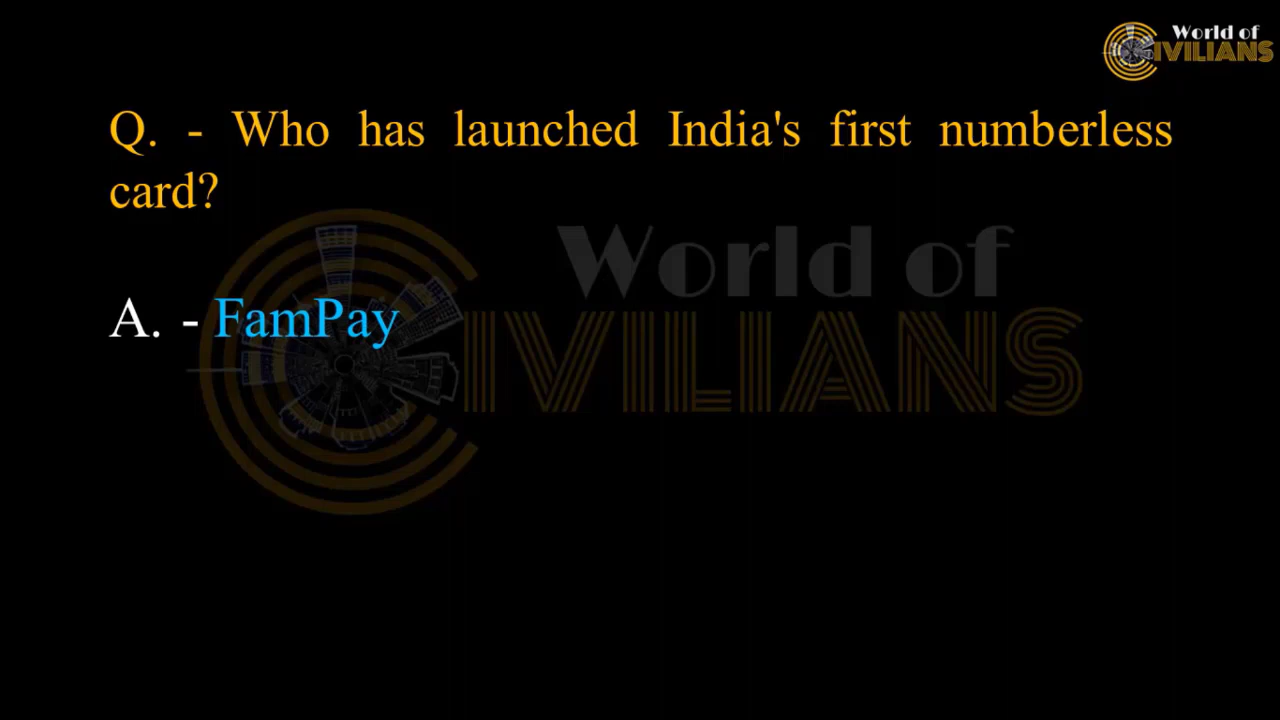 World of
CIVILIANS
Q. - Who has launched India's first numberless
card?
World of
CIVILIANS
A. - FamPay